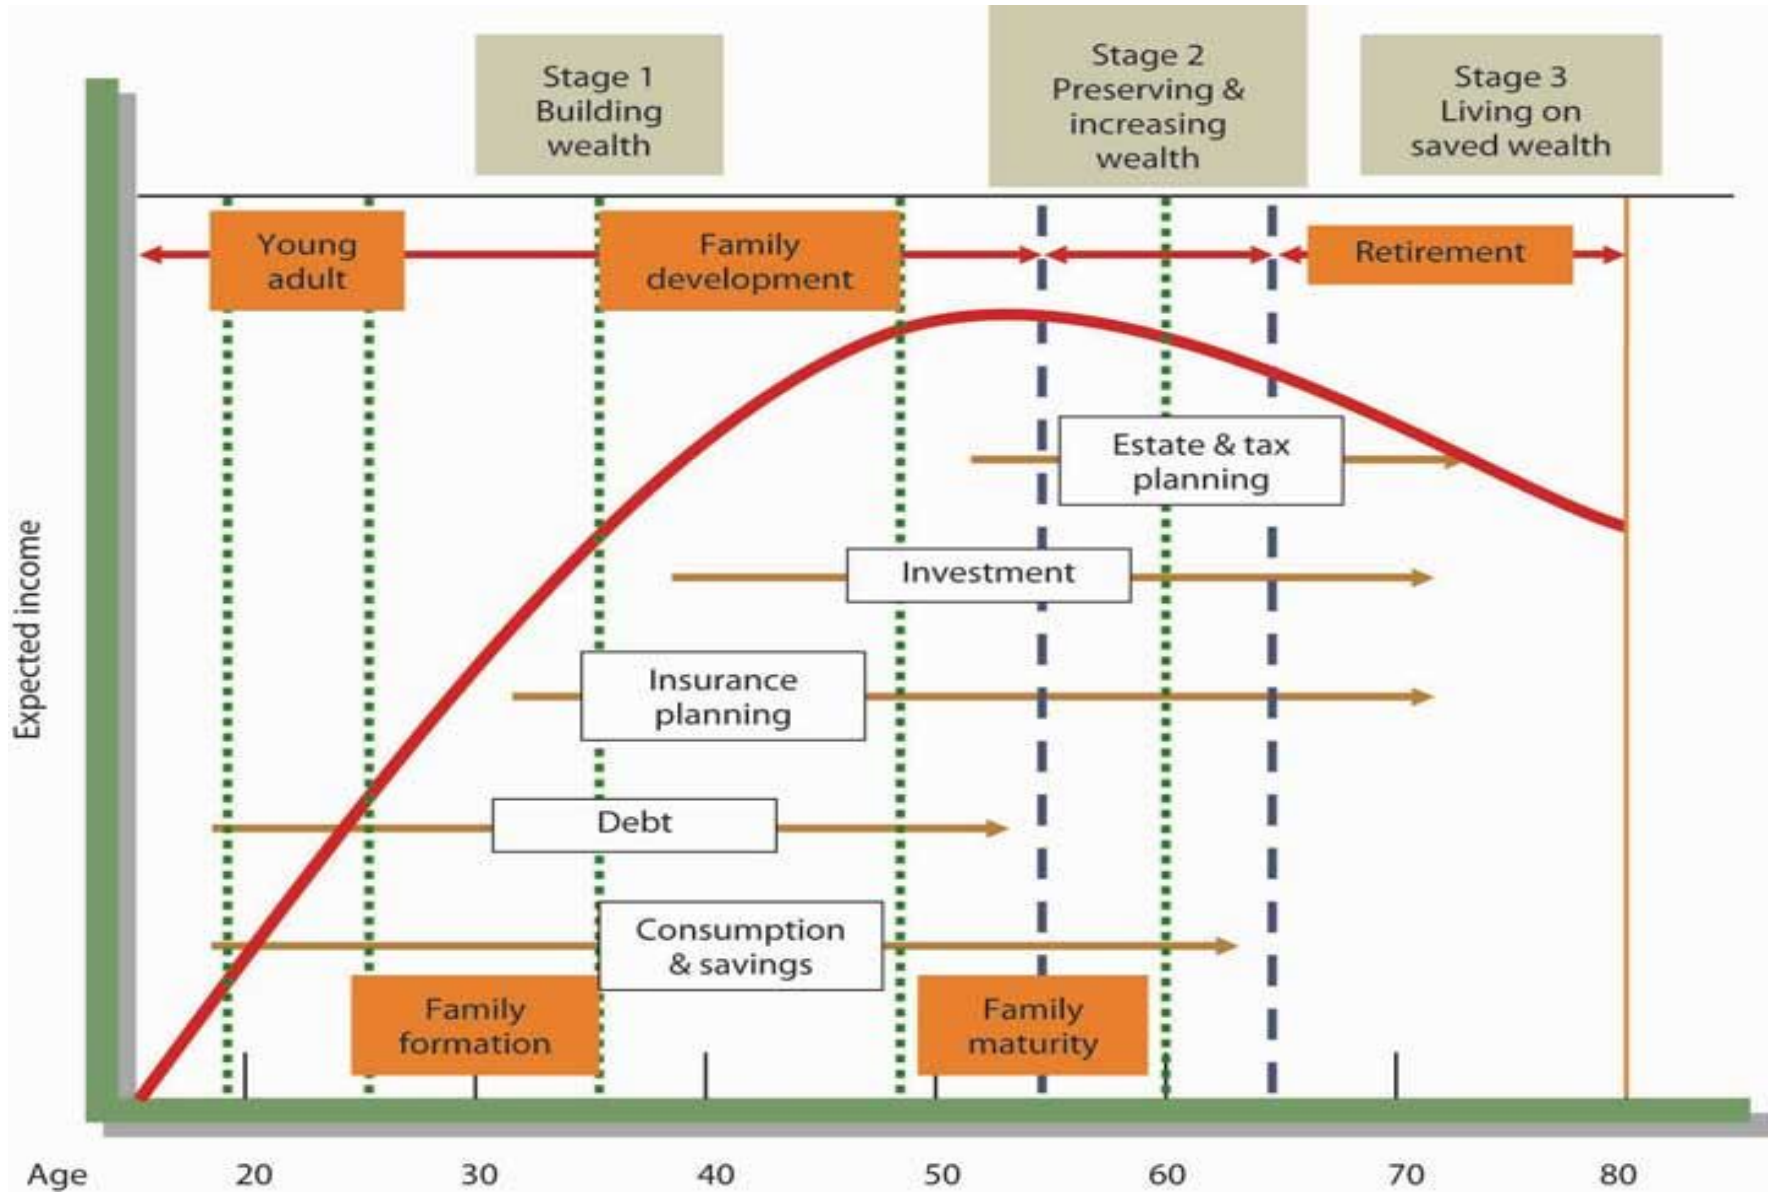 Stage 1
Building
wealth
Stage 2
Preserving &
increasing
wealth
Stage 3
Living on
saved wealth
Young
adult
Family
development
Retirement
Estate & tax
planning
Investment
Insurance
planning
Debt
Consumption
& savings
Family
formation
Family
maturity
Expected income
Age 20 30 40 50 60 70 80